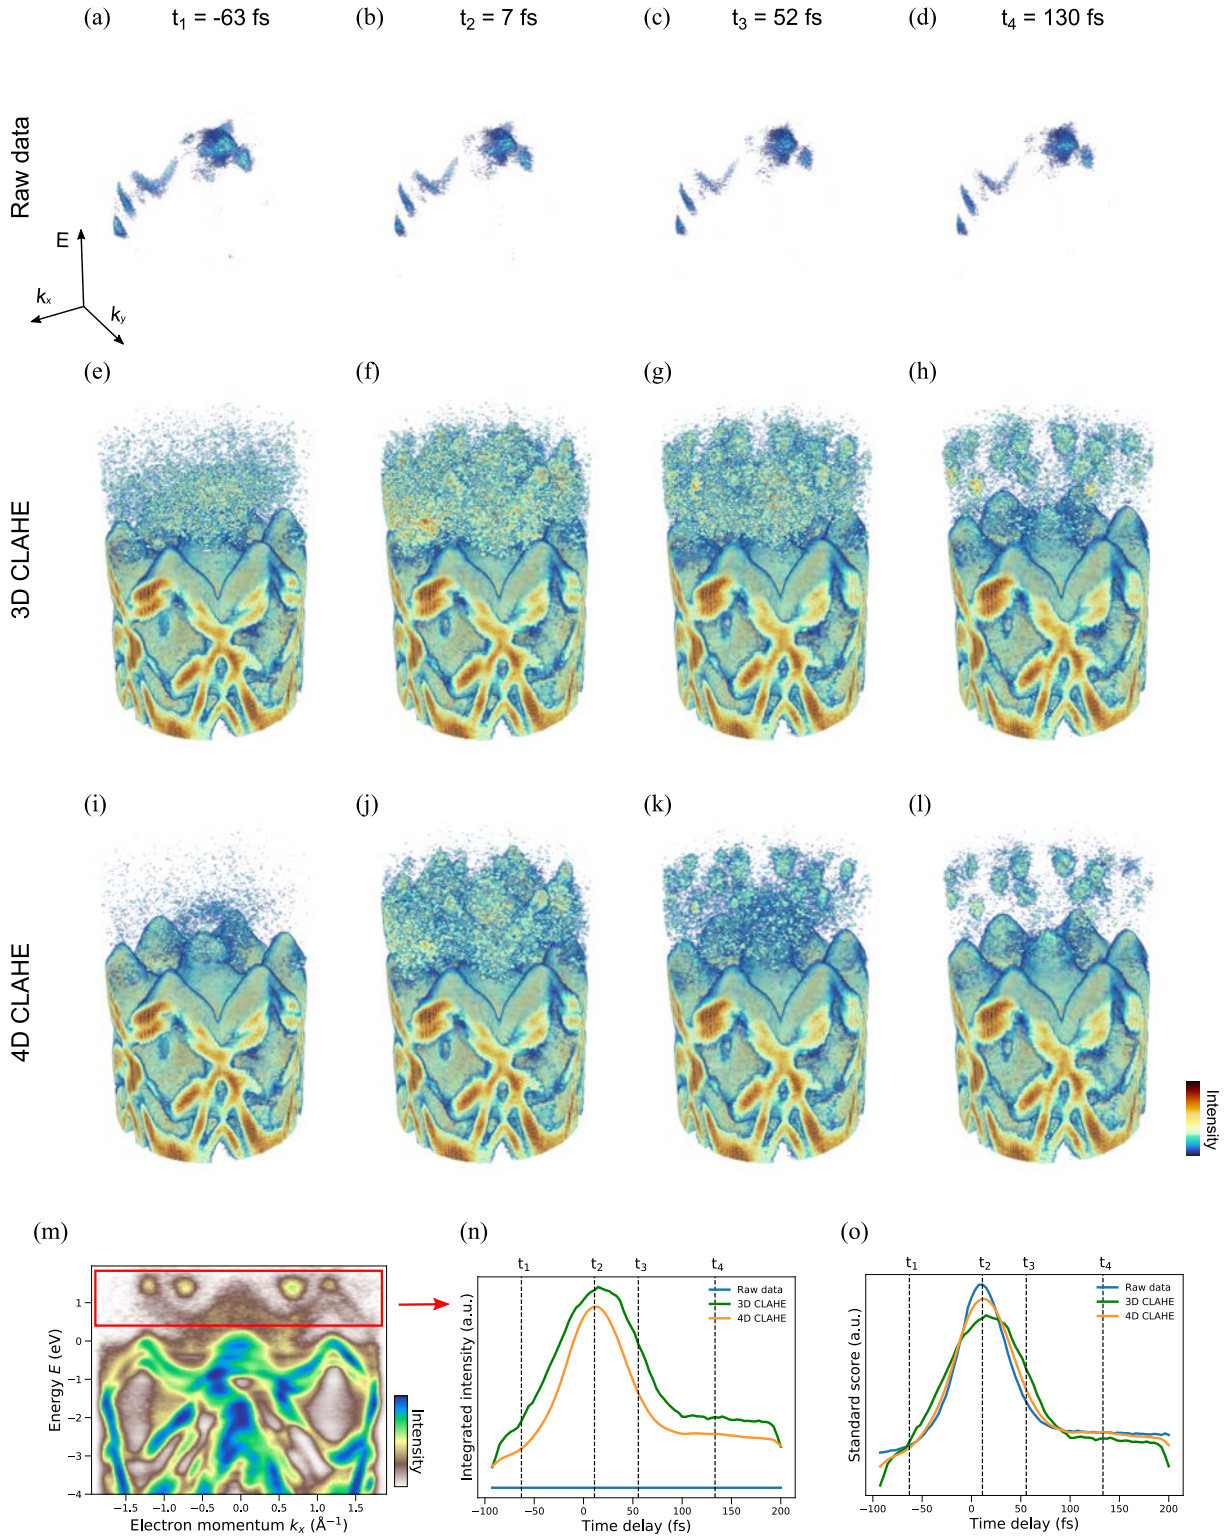 (a) t₁ = -63 fs (b) t₂ = 7 fs (c) t₃ = 52 fs (d) t₄ = 130 fs
Raw data
E
kₓ
k_y
(e) (f) (g) (h)
3D CLAHE
(i) (j) (k) (l)
4D CLAHE
Intensity
(m)
Energy E (eV)
1
0
−1
−2
−3
−4
−1.5 −1.0 −0.5 0.0 0.5 1.0 1.5
Electron momentum kₓ (Å⁻¹)
Intensity
(n)
t₁ t₂ t₃ t₄
Raw data
3D CLAHE
4D CLAHE
Integrated intensity (a.u.)
−100 −50 0 50 100 150 200
Time delay (fs)
(o)
t₁ t₂ t₃ t₄
Raw data
3D CLAHE
4D CLAHE
Standard score (a.u.)
−100 −50 0 50 100 150 200
Time delay (fs)